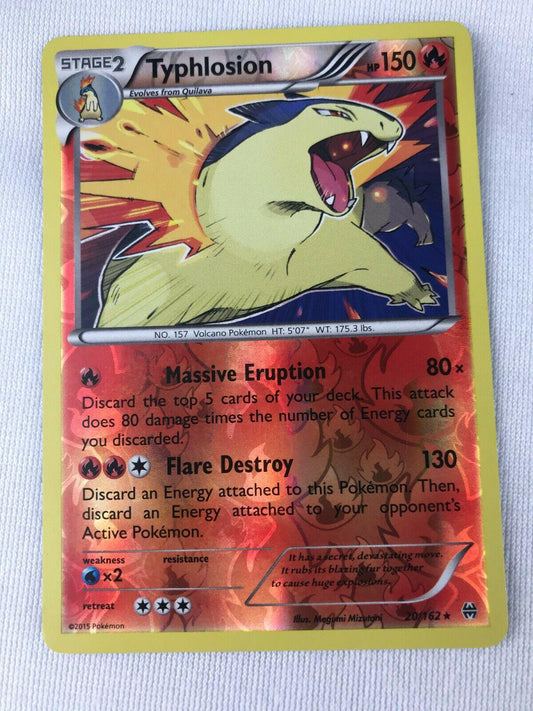 STAGE2 Typhlosion HP150
Evolves from Quilava
NO. 157 Volcano Pokémon HT: 5'07" WT: 175.3 lbs.
Massive Eruption 80×
Discard the top 5 cards of your deck. This attack
does 80 damage times the number of Energy cards
you discarded.
Flare Destroy 130
Discard an Energy attached to this Pokémon. Then,
discard an Energy attached to your opponent's
Active Pokémon.
weakness resistance
×2
It has a secret, devastating move.
It rubs its blazing fur together
to cause huge explosions.
retreat
Illus. Megumi Mizutani 20/162 ★
©2015 Pokémon